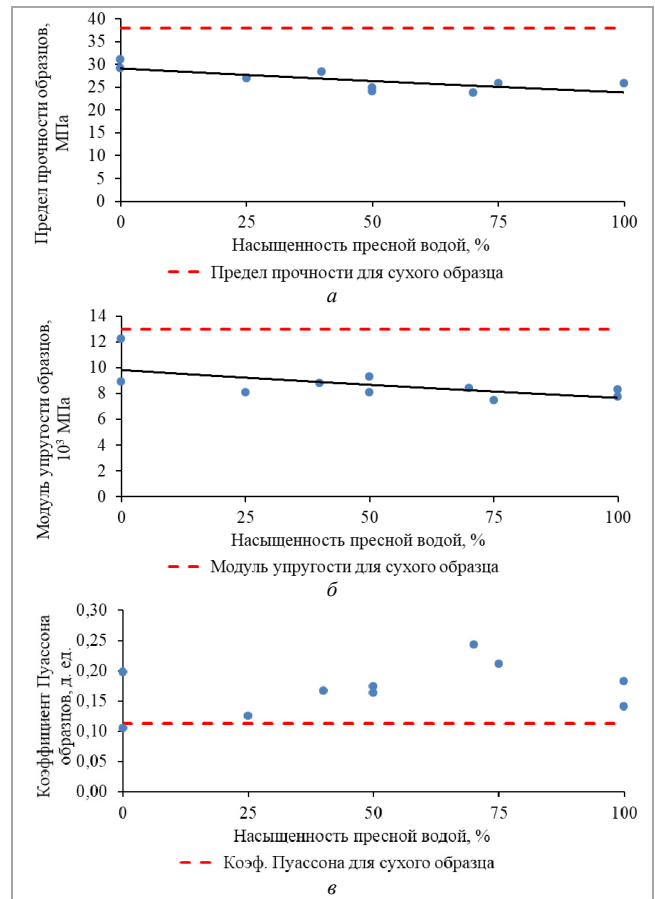 Предел прочности образцов,
МПа
40
35
30
25
20
15
10
5
0
0 25 50 75 100
Насыщенность пресной водой, %
Предел прочности для сухого образца
а
Модуль упругости образцов,
10³ МПа
14
12
10
8
6
4
2
0
0 25 50 75 100
Насыщенность пресной водой, %
Модуль упругости для сухого образца
б
Коэффициент Пуассона
образцов, д. ед.
0,30
0,25
0,20
0,15
0,10
0,05
0,00
0 25 50 75 100
Насыщенность пресной водой, %
Коэф. Пуассона для сухого образца
в